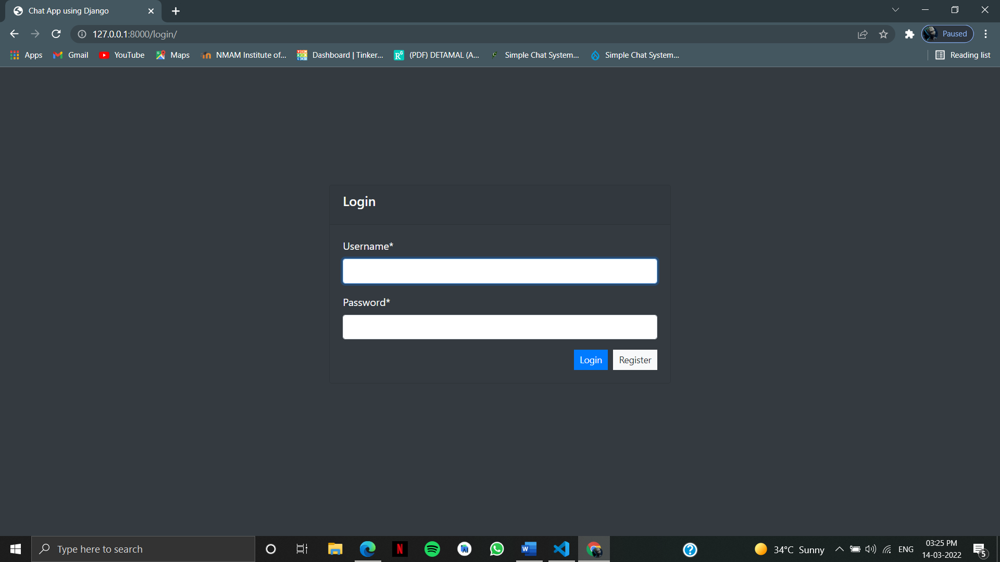 Chat App using Django
127.0.0.1:8000/login/
Paused
Apps
Gmail
YouTube
Maps
NMAM Institute of...
Dashboard | Tinker...
(PDF) DETAMAL (A...
Simple Chat System...
Simple Chat System...
Reading list
Login
Username*
Password*
Login
Register
Type here to search
34°C Sunny
ENG
03:25 PM
14-03-2022
5